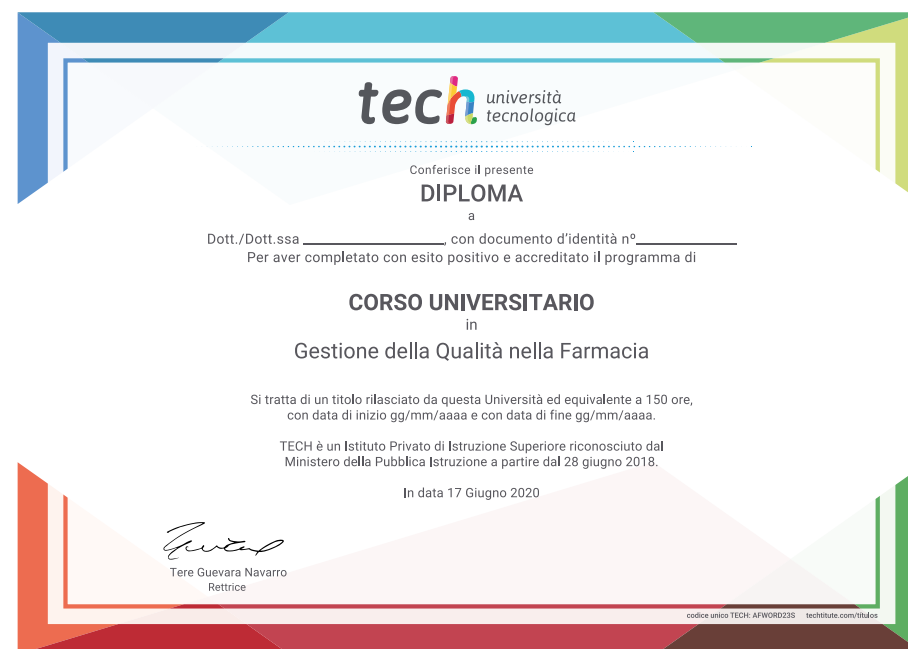 tech università
tecnologica
Conferisce il presente
DIPLOMA
a
Dott./Dott.ssa ____________, con documento d'identità nº____________
Per aver completato con esito positivo e accreditato il programma di
CORSO UNIVERSITARIO
in
Gestione della Qualità nella Farmacia
Si tratta di un titolo rilasciato da questa Università ed equivalente a 150 ore,
con data di inizio gg/mm/aaaa e con data di fine gg/mm/aaaa.
TECH è un Istituto Privato di Istruzione Superiore riconosciuto dal
Ministero della Pubblica Istruzione a partire dal 28 giugno 2018.
In data 17 Giugno 2020
Tere Guevara Navarro
Rettrice
codice unico TECH: AFWORD23S techtitute.com/titulos